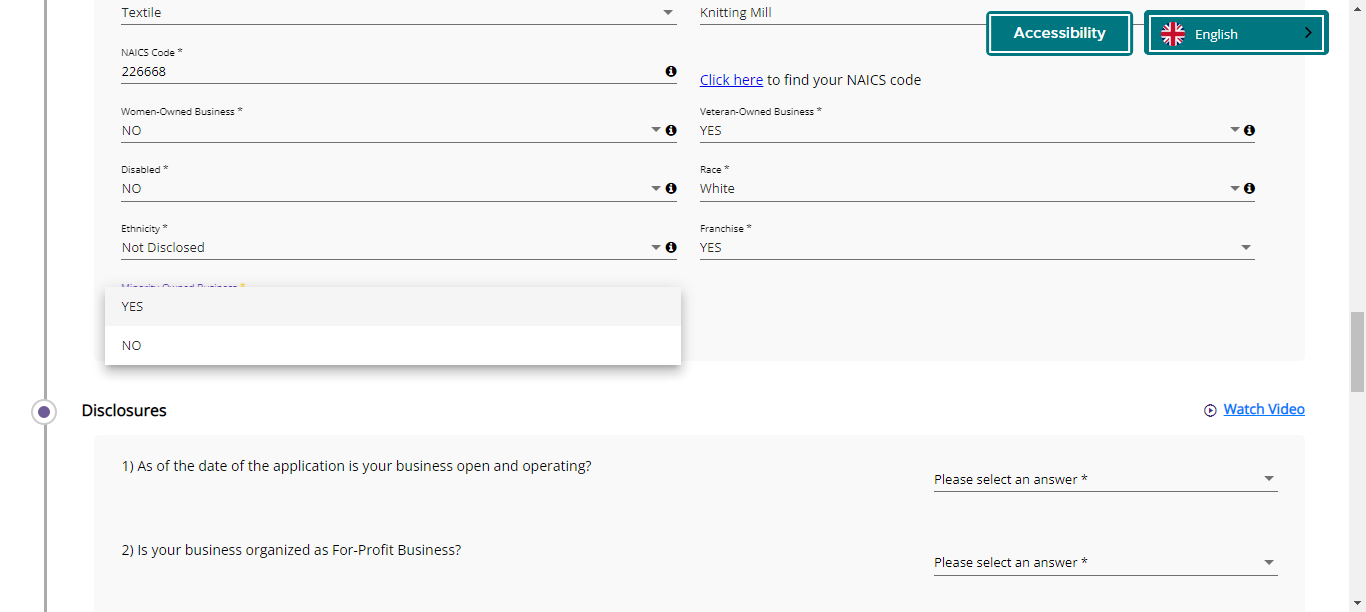 Textile
Knitting Mill
Accessibility
English
NAICS Code *
226668
Click here to find your NAICS code
Women-Owned Business *
NO
Veteran-Owned Business *
YES
Disabled *
NO
Race *
White
Ethnicity *
Not Disclosed
Franchise *
YES
Minority Owned Business *
YES
NO
Disclosures
Watch Video
1) As of the date of the application is your business open and operating?
Please select an answer *
2) Is your business organized as For-Profit Business?
Please select an answer *